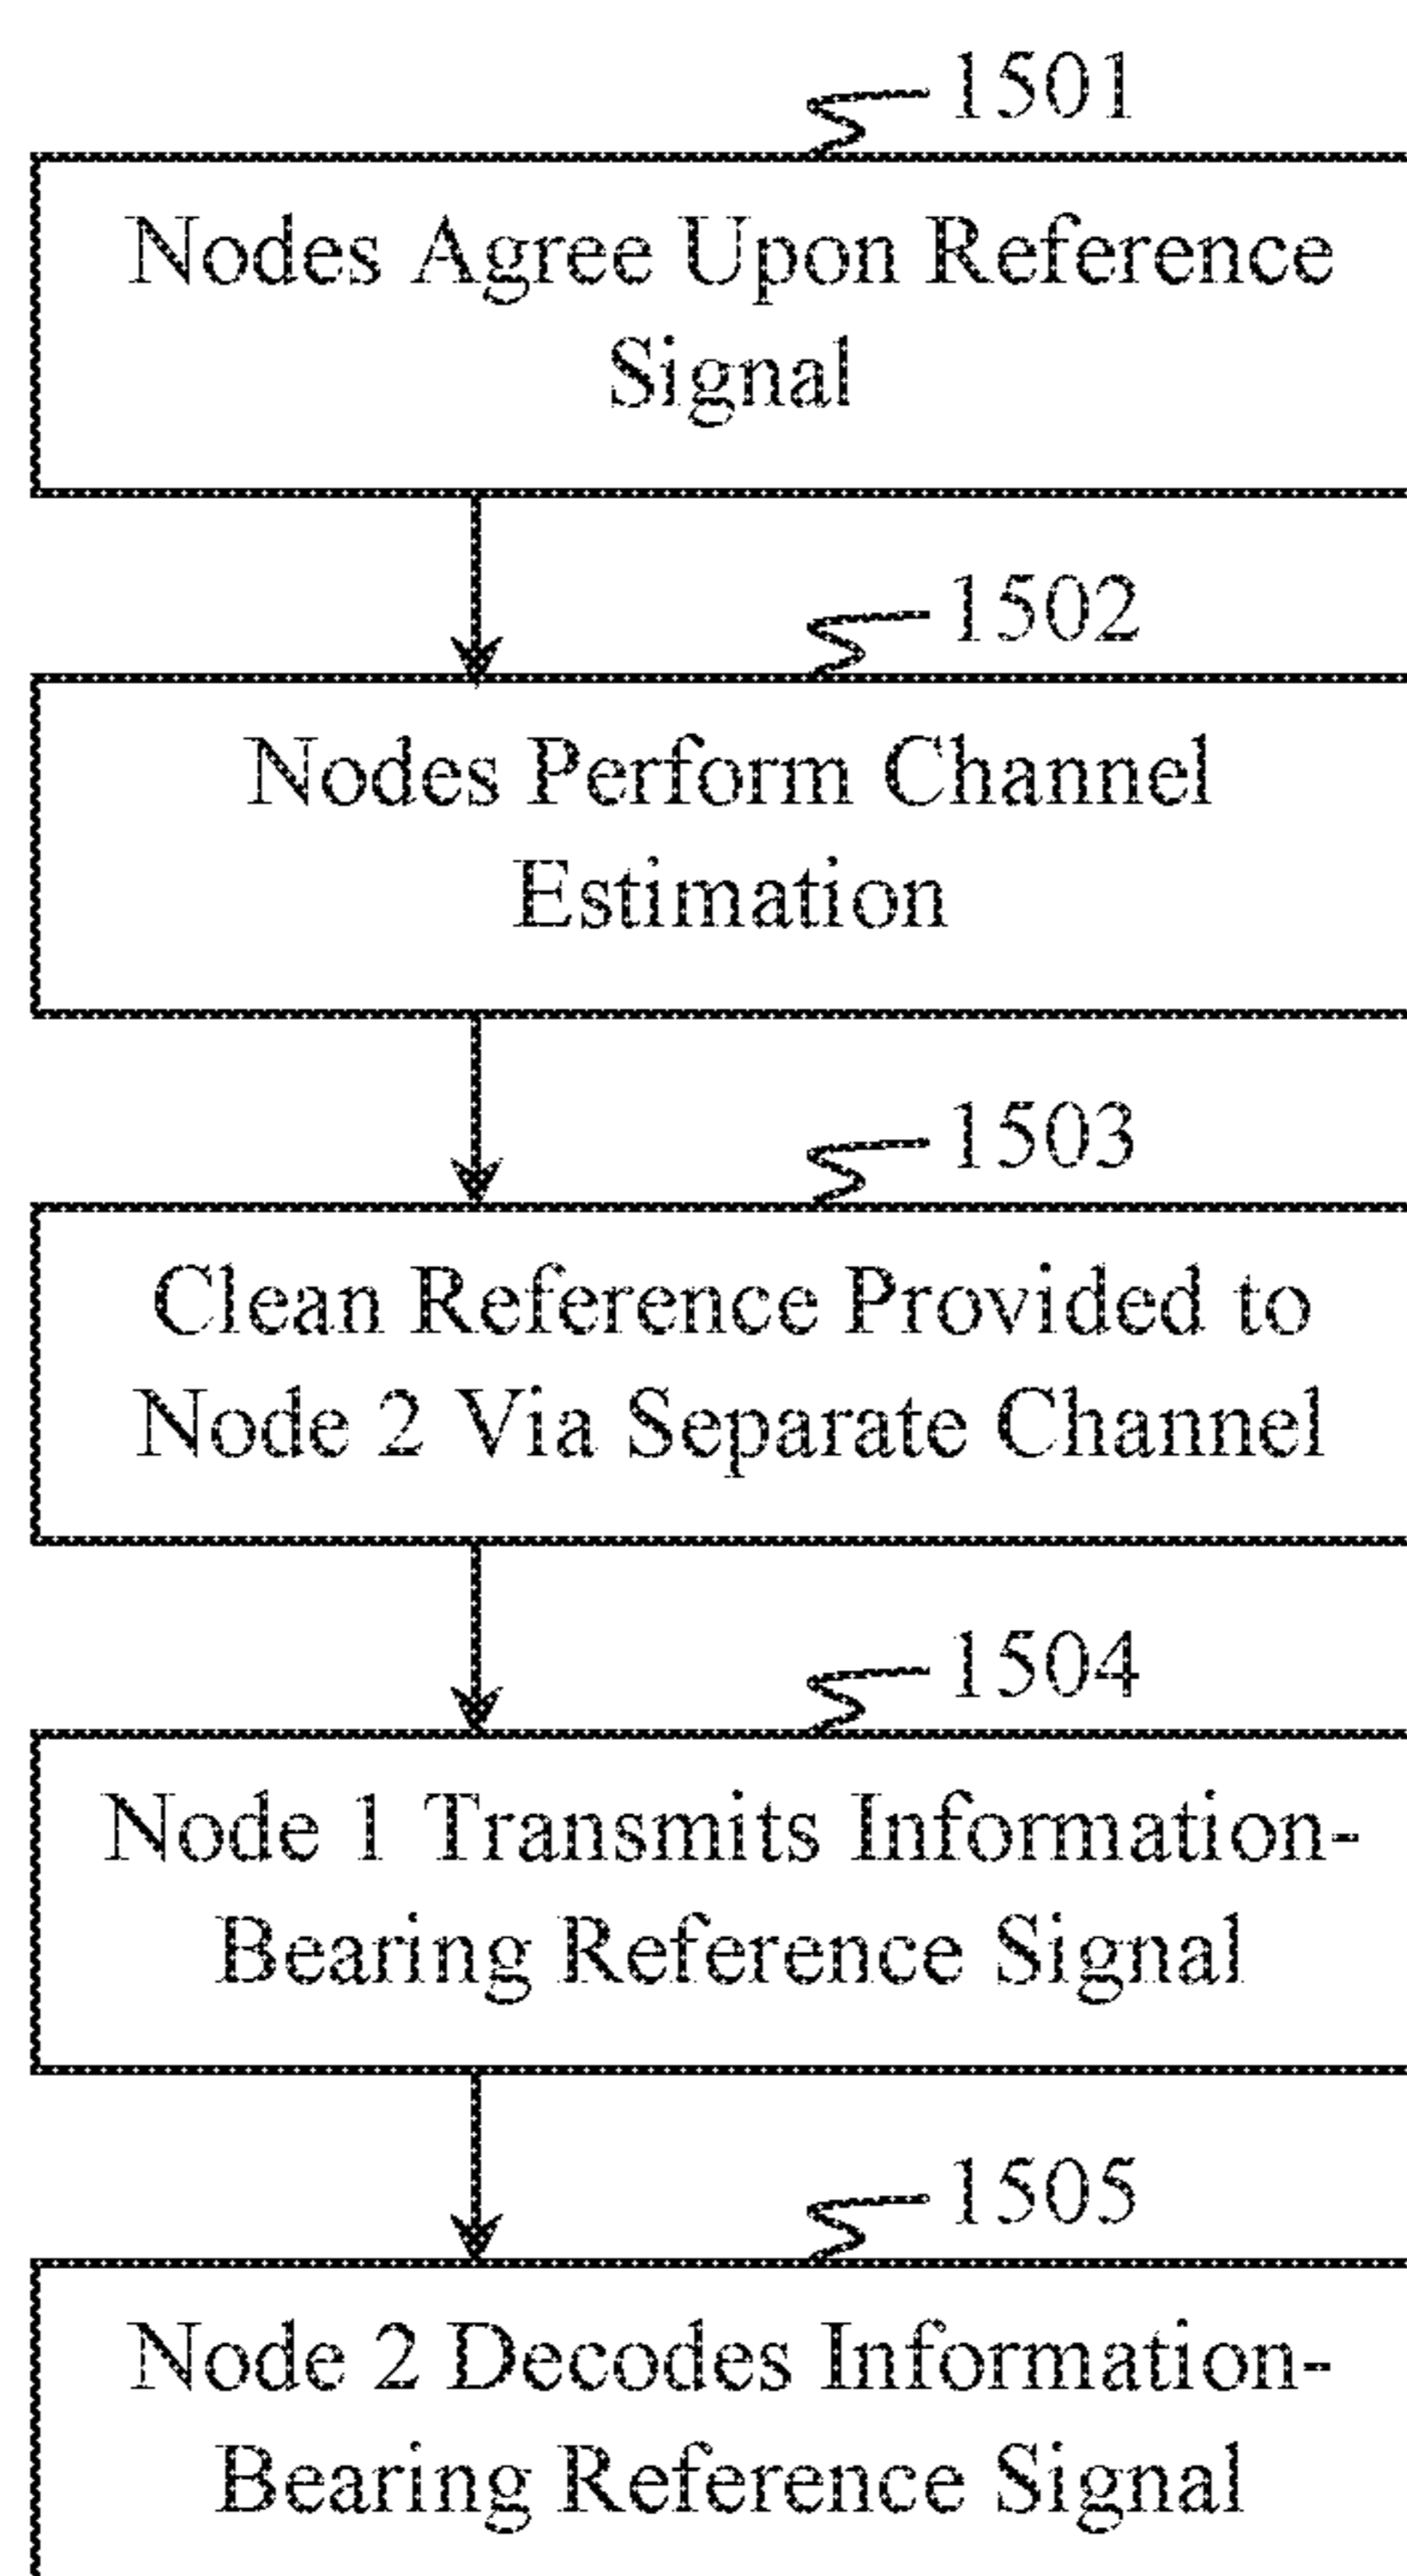 1501
Nodes Agree Upon Reference
Signal
1502
Nodes Perform Channel
Estimation
1503
Clean Reference Provided to
Node 2 Via Separate Channel
1504
Node 1 Transmits Information-
Bearing Reference Signal
1505
Node 2 Decodes Information-
Bearing Reference Signal